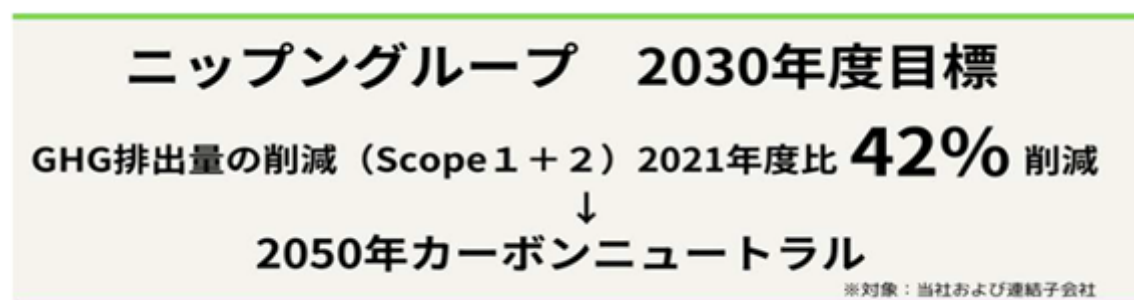 ニップングループ　2030年度目標
GHG排出量の削減（Scope１＋２）2021年度比 42% 削減
↓
2050年カーボンニュートラル
※対象：当社および連結子会社